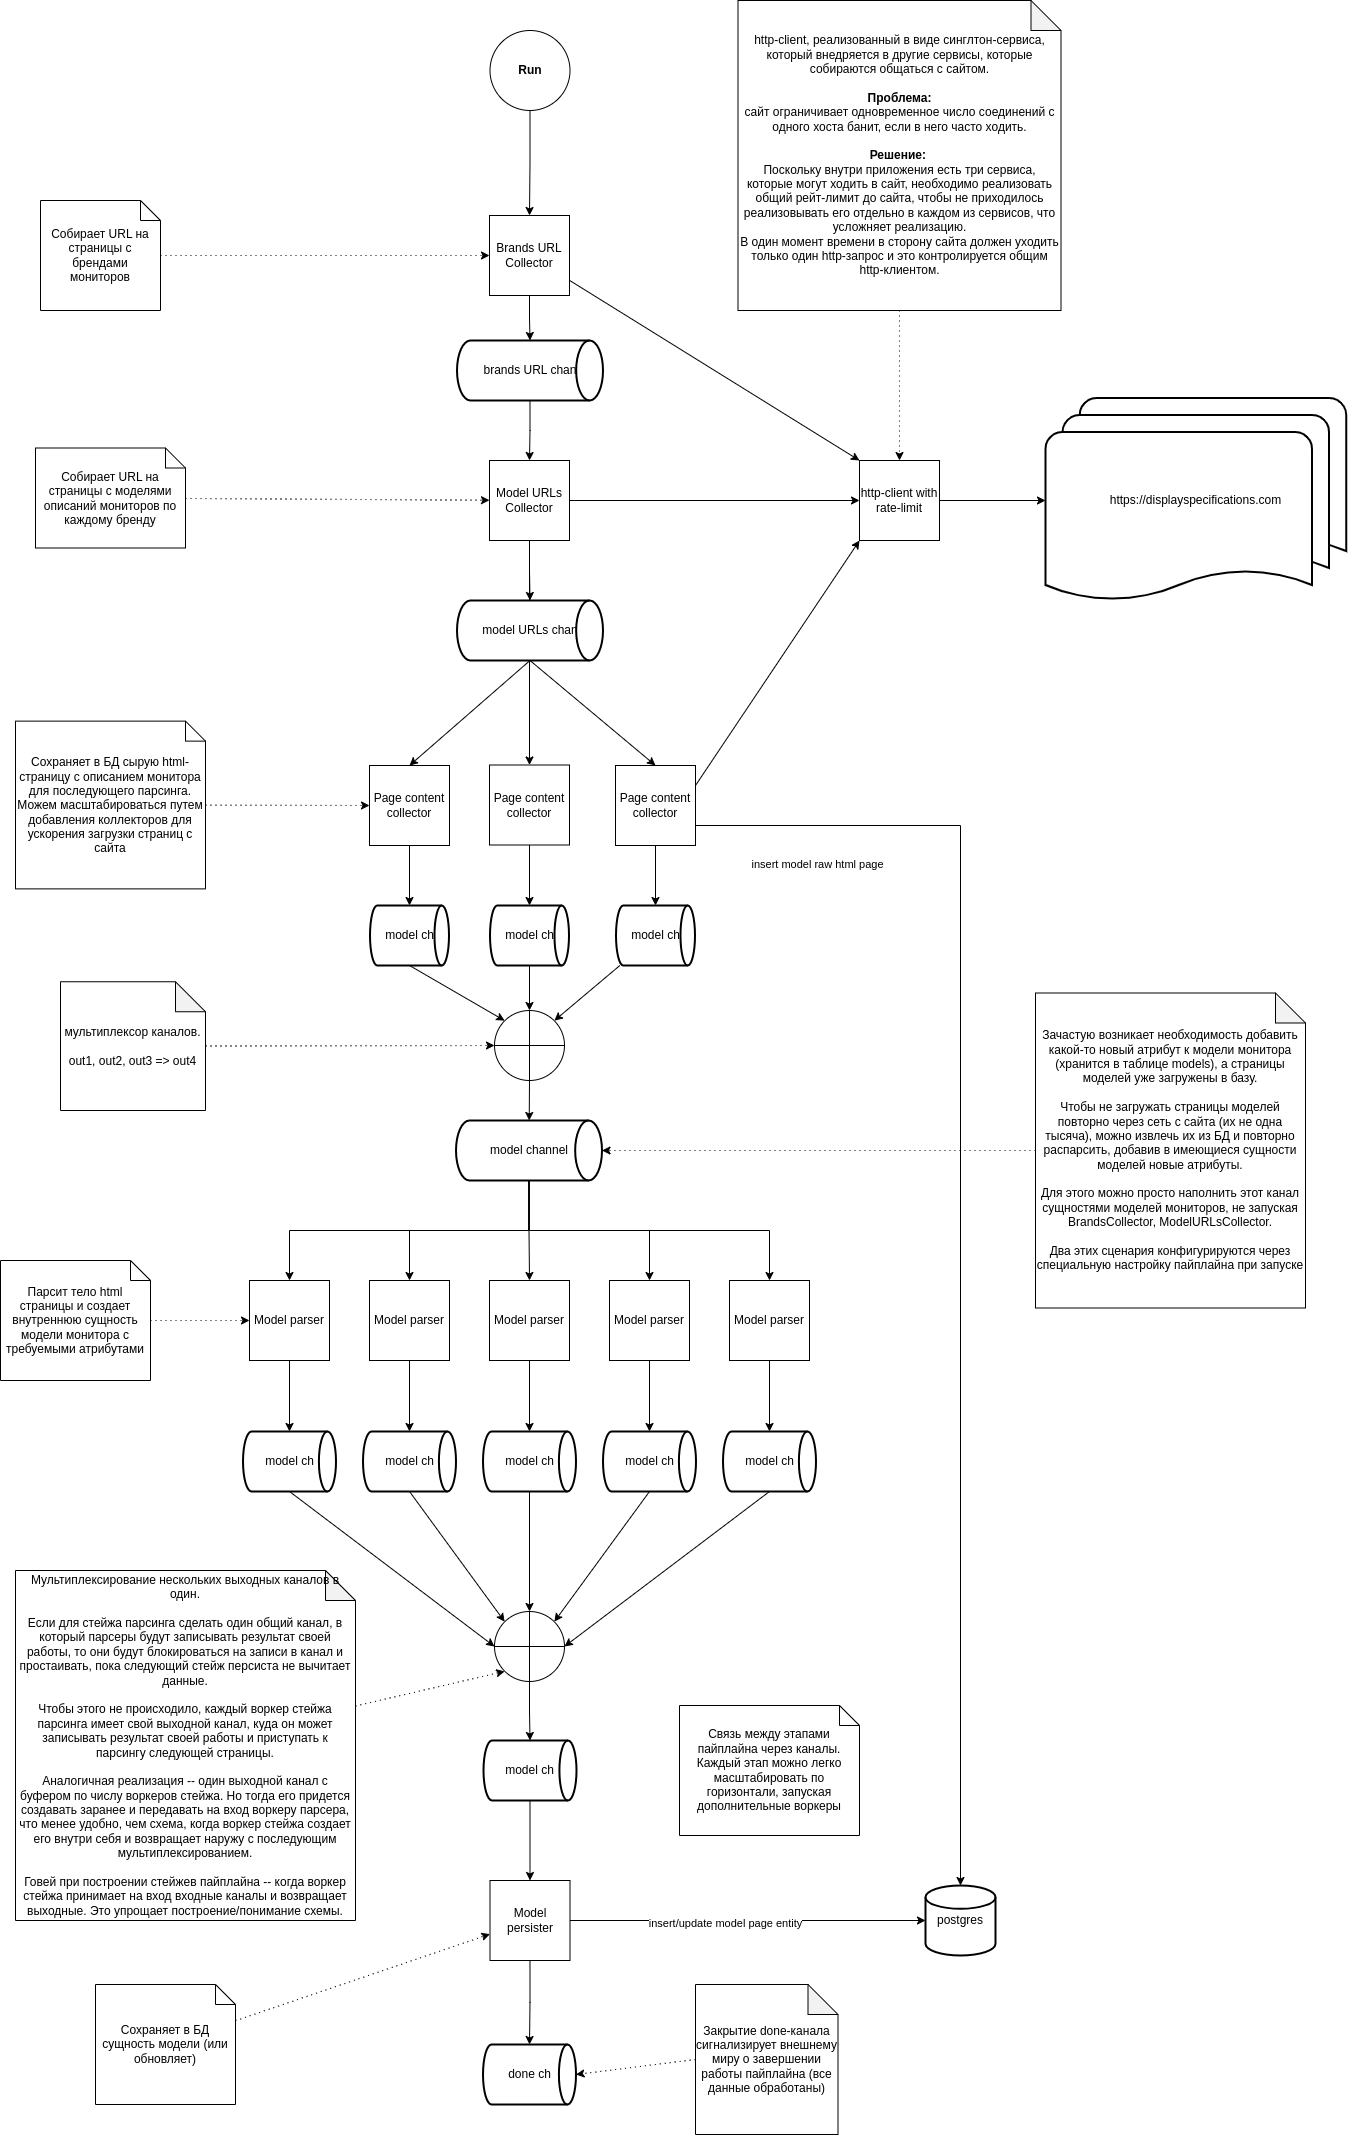 http-client, реализованный в виде синглтон-сервиса,
который внедряется в другие сервисы, которые
собираются общаться с сайтом.
Проблема:
сайт ограничивает одновременное число соединений с
одного хоста банит, если в него часто ходить.
Решение:
Поскольку внутри приложения есть три сервиса,
которые могут ходить в сайт, необходимо реализовать
общий рейт-лимит до сайта, чтобы не приходилось
реализовывать его отдельно в каждом из сервисов, что
усложняет реализацию.
В один момент времени в сторону сайта должен уходить
только один http-запрос и это контролируется общим
http-клиентом.
Run
Собирает URL на
страницы с
брендами
мониторов
Brands URL
Collector
brands URL chan
Собирает URL на
страницы с моделями
описаний мониторов по
каждому бренду
Model URLs
Collector
http-client with
rate-limit
https://displayspecifications.com
model URLs chan
Сохраняет в БД сырую html-
страницу с описанием монитора
для последующего парсинга.
Можем масштабироваться путем
добавления коллекторов для
ускорения загрузки страниц с
сайта
Page content
collector
Page content
collector
Page content
collector
insert model raw html page
model ch
model ch
model ch
мультиплексор каналов.
out1, out2, out3 => out4
Зачастую возникает необходимость добавить
какой-то новый атрибут к модели монитора
(хранится в таблице models), а страницы
моделей уже загружены в базу.
Чтобы не загружать страницы моделей
повторно через сеть с сайта (их не одна
тысяча), можно извлечь их из БД и повторно
распарсить, добавив в имеющиеся сущности
моделей новые атрибуты.
Для этого можно просто наполнить этот канал
сущностями моделей мониторов, не запуская
BrandsCollector, ModelURLsCollector.
Два этих сценария конфигурируются через
специальную настройку пайплайна при запуске
model channel
Парсит тело html
страницы и создает
внутреннюю сущность
модели монитора с
требуемыми атрибутами
Model parser
Model parser
Model parser
Model parser
Model parser
model ch
model ch
model ch
model ch
model ch
Мультиплексирование нескольких выходных каналов в
один.
Если для стейжа парсинга сделать один общий канал, в
который парсеры будут записывать результат своей
работы, то они будут блокироваться на записи в канал и
простаивать, пока следующий стейж персиста не вычитает
данные.
Чтобы этого не происходило, каждый воркер стейжа
парсинга имеет свой выходной канал, куда он может
записывать результат своей работы и приступать к
парсингу следующей страницы.
Аналогичная реализация -- один выходной канал с
буфером по числу воркеров стейжа. Но тогда его придется
создавать заранее и передавать на вход воркеру парсера,
что менее удобно, чем схема, когда воркер стейжа создает
его внутри себя и возвращает наружу с последующим
мультиплексированием.
Говей при построении стейжев пайплайна -- когда воркер
стейжа принимает на вход входные каналы и возвращает
выходные. Это упрощает построение/понимание схемы.
Связь между этапами
пайплайна через каналы.
Каждый этап можно легко
масштабировать по
горизонтали, запуская
дополнительные воркеры
model ch
Model
persister
insert/update model page entity
postgres
Сохраняет в БД
сущность модели (или
обновляет)
Закрытие done-канала
сигнализирует внешнему
миру о завершении
работы пайплайна (все
данные обработаны)
done ch